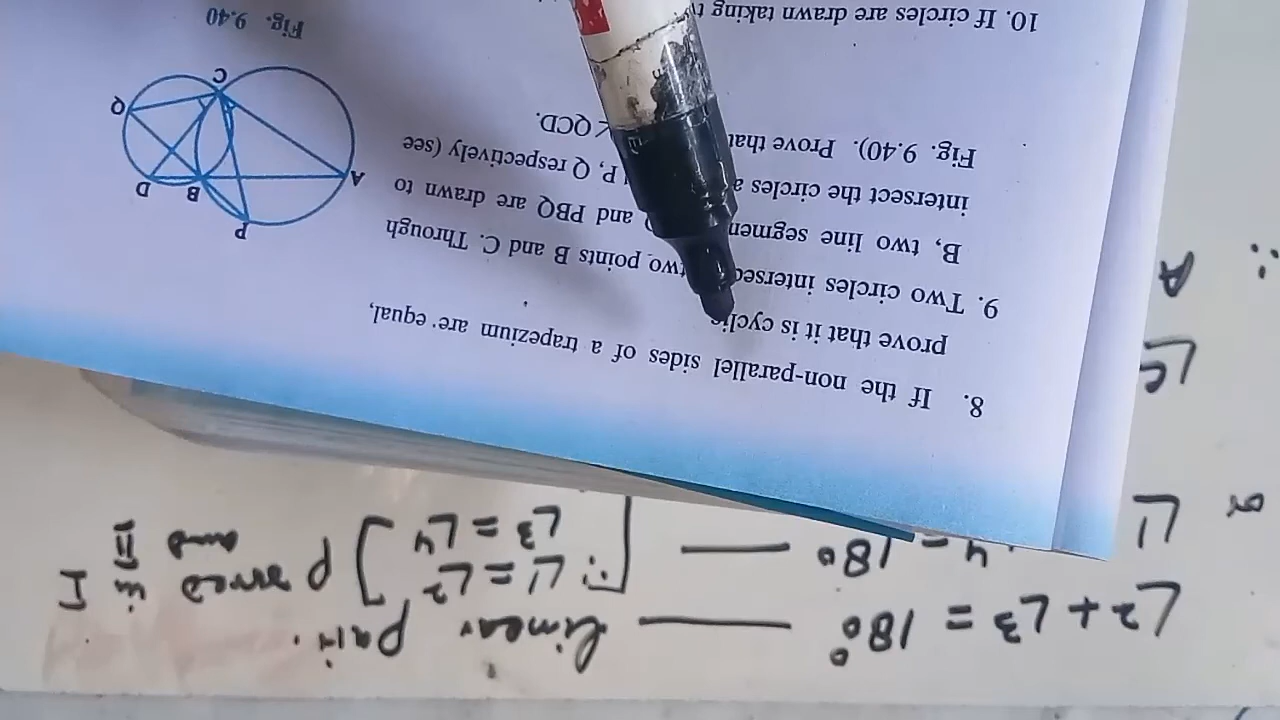 8. If the non-parallel sides of a trapezium are equal,
prove that it is cyclic.
9. Two circles intersect two points B and C. Through
B, two line segmen and PBQ are drawn to
intersect the circles a P, Q respectively (see
Fig. 9.40). Prove that ∠QCD.
10. If circles are drawn taking
P
A
B
D
Q
C
Fig. 9.40
∠2 + ∠3 = 180° — linear pair.
∠1 4 = 180 — [∵ ∠1 = ∠2
∠3 = ∠4] proved in I
and II